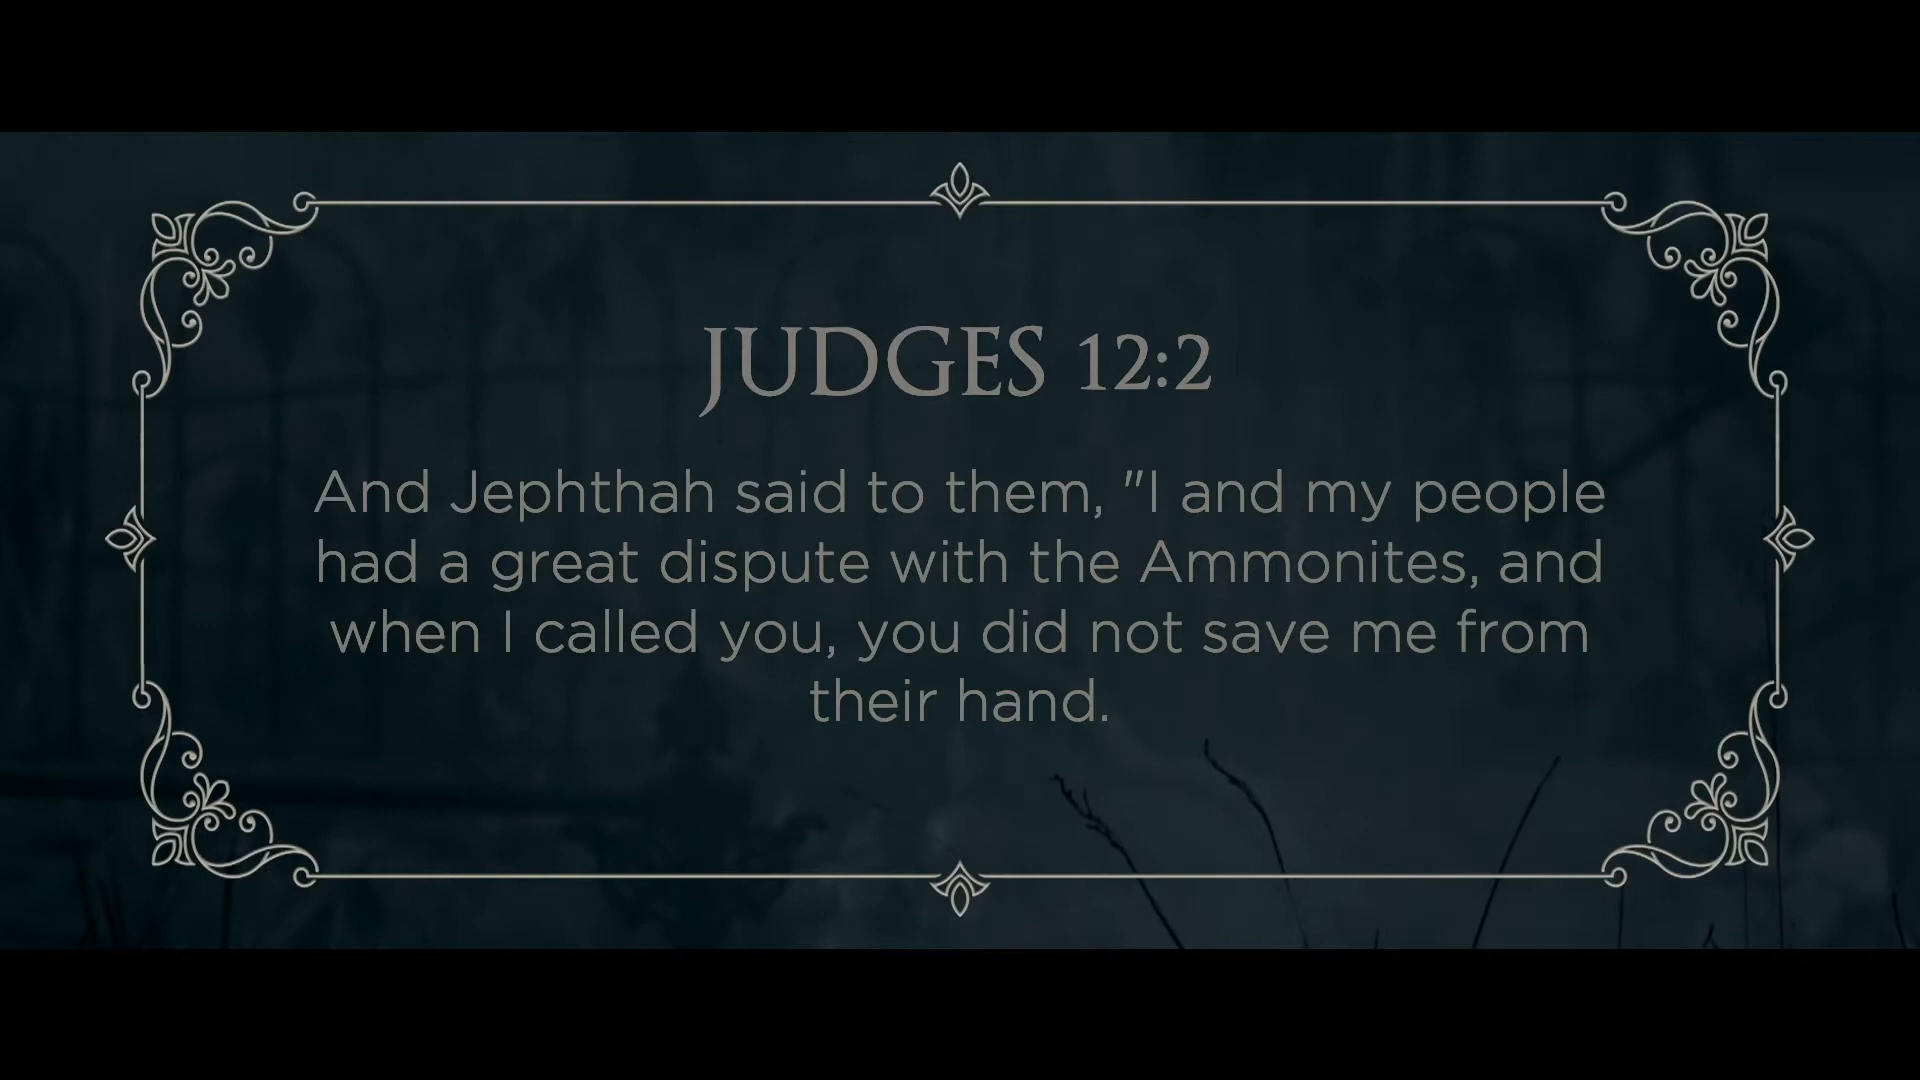 JUDGES 12:2
And Jephthah said to them, "I and my people
had a great dispute with the Ammonites, and
when I called you, you did not save me from
their hand.